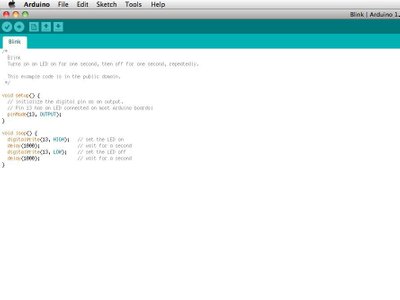 Arduino File Edit Sketch Tools Help
Blink | Arduino 1.
Blink
/*
Blink
Turns on an LED on for one second, then off for one second, repeatedly.
This example code is in the public domain.
*/
void setup() {
// initialize the digital pin as an output.
// Pin 13 has an LED connected on most Arduino boards:
pinMode(13, OUTPUT);
}
void loop() {
digitalWrite(13, HIGH); // set the LED on
delay(1000); // wait for a second
digitalWrite(13, LOW); // set the LED off
delay(1000); // wait for a second
}